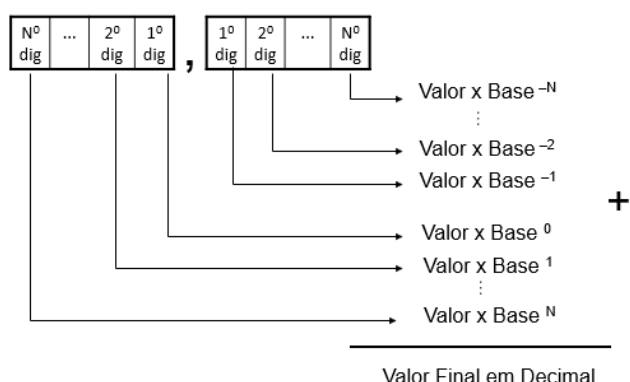 Nº ... 2º 1º , 1º 2º ... Nº
dig dig dig dig dig dig
Valor x Base –N
⋮
Valor x Base –2
Valor x Base –1
+
Valor x Base 0
Valor x Base 1
⋮
Valor x Base N
Valor Final em Decimal